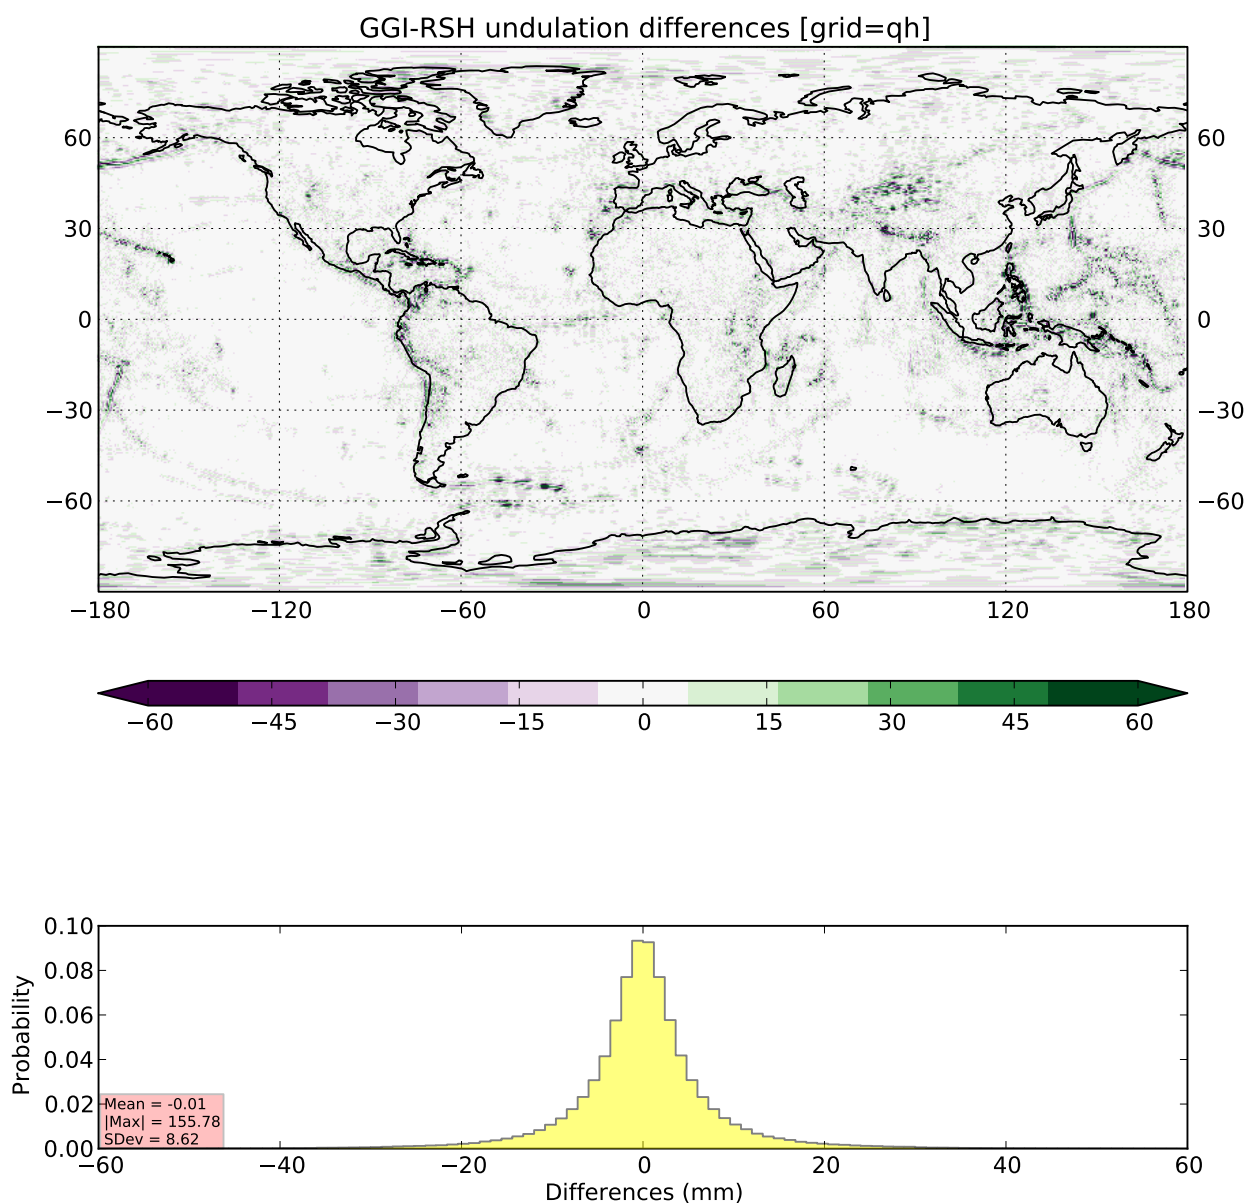 GGI-RSH undulation differences [grid=qh]
60 60
30 30
0 0
−30 −30
−60 −60
−180 −120 −60 0 60 120 180
−60 −45 −30 −15 0 15 30 45 60
0.10
0.08
0.06
0.04
0.02
0.00
Probability
Mean = -0.01
|Max| = 155.78
SDev = 8.62
−60 −40 −20 0 20 40 60
Differences (mm)